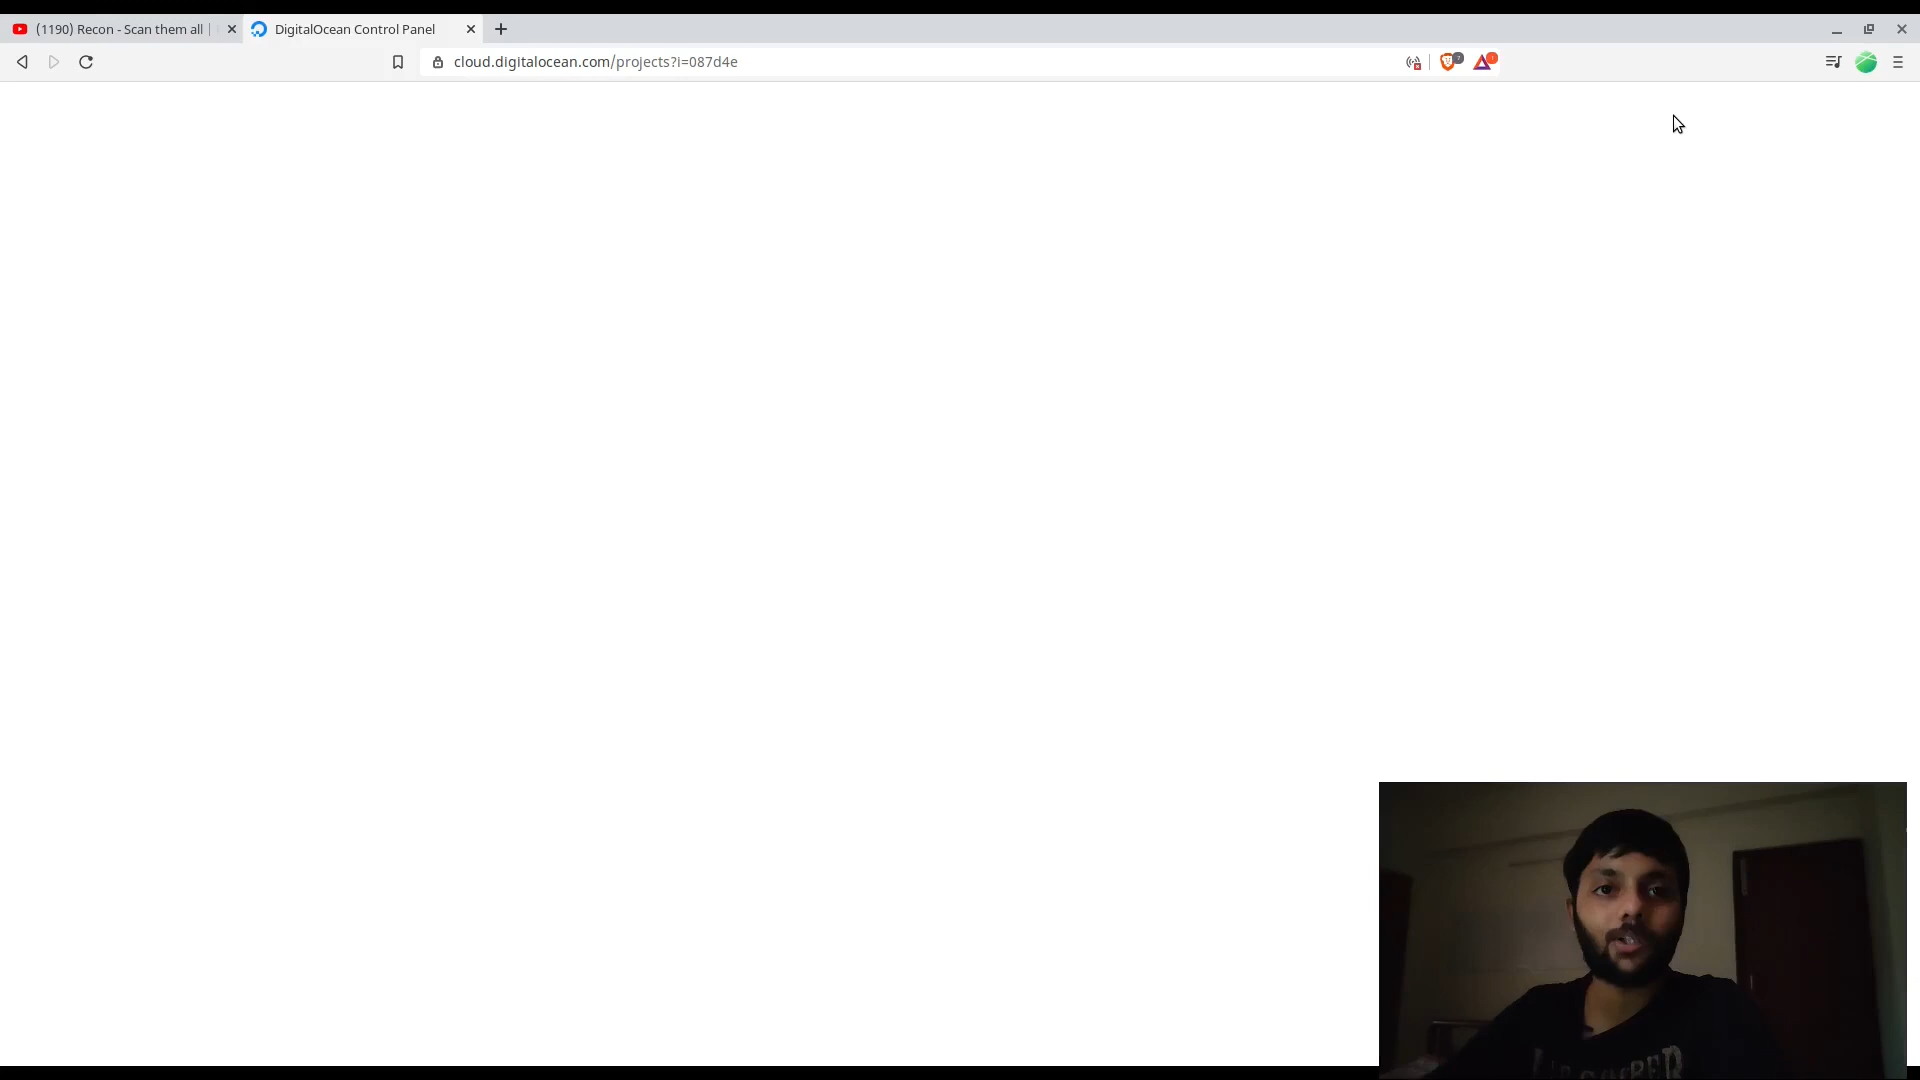 (1190) Recon - Scan them all |
DigitalOcean Control Panel
cloud.digitalocean.com/projects?i=087d4e